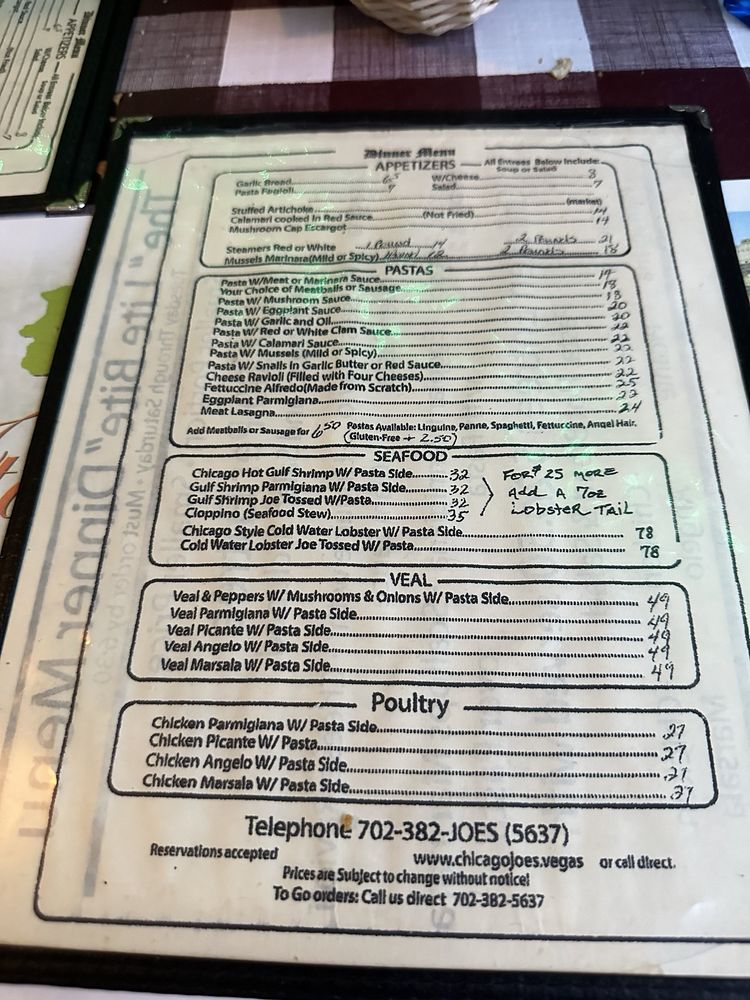 Dinner Menu
APPETIZERS
All Entrees Below Include:
Soup or Salad
Garlic Bread 6.5 W/Cheese 8
Pasta Fagioli 7 Salad 7
Stuffed Artichoke (market)
Calamari cooked In Red Sauce (Not Fried) 14
Mushroom Cap Escargot 14
Steamers Red or White 1 Pound 14 2 Pounds 21
Mussels Marinara(Mild or Spicy) 2 Pounds 18
PASTAS
Pasta W/Meat or Marinara Sauce 14
Your Choice of Meatballs or Sausage 18
Pasta W/ Mushroom Sauce 18
Pasta W/ Eggplant Sauce 20
Pasta W/ Garlic and Oil 20
Pasta W/ Red or White Clam Sauce 22
Pasta W/ Calamari Sauce 22
Pasta W/ Mussels (Mild or Spicy) 22
Pasta W/ Snails In Garlic Butter or Red Sauce 22
Cheese Ravioli (Filled with Four Cheeses) 22
Fettuccine Alfredo(Made from Scratch) 25
Eggplant Parmigiana 22
Meat Lasagna 24
Add Meatballs or Sausage for 6.50 Pastas Available: Linguine, Penne, Spaghetti, Fettuccine, Angel Hair.
(Gluten-Free + 2.50)
SEAFOOD
Chicago Hot Gulf Shrimp W/ Pasta Side 32
Gulf Shrimp Parmigiana W/ Pasta Side 32
Gulf Shrimp Joe Tossed W/Pasta 32
Cioppino (Seafood Stew) 35
FOR $25 MORE
ADD A 7oz
LOBSTER TAIL
Chicago Style Cold Water Lobster W/ Pasta Side 78
Cold Water Lobster Joe Tossed W/ Pasta 78
VEAL
Veal & Peppers W/ Mushrooms & Onions W/ Pasta Side 49
Veal Parmigiana W/ Pasta Side 49
Veal Picante W/ Pasta Side 49
Veal Angelo W/ Pasta Side 49
Veal Marsala W/ Pasta Side 49
Poultry
Chicken Parmigiana W/ Pasta Side 27
Chicken Picante W/ Pasta 27
Chicken Angelo W/ Pasta Side 27
Chicken Marsala W/ Pasta Side 27
Telephone 702-382-JOES (5637)
Reservations accepted www.chicagojoes.vegas or call direct.
Prices are Subject to change without notice!
To Go orders: Call us direct 702-382-5637
The "Lite Bite" Dinner Menu